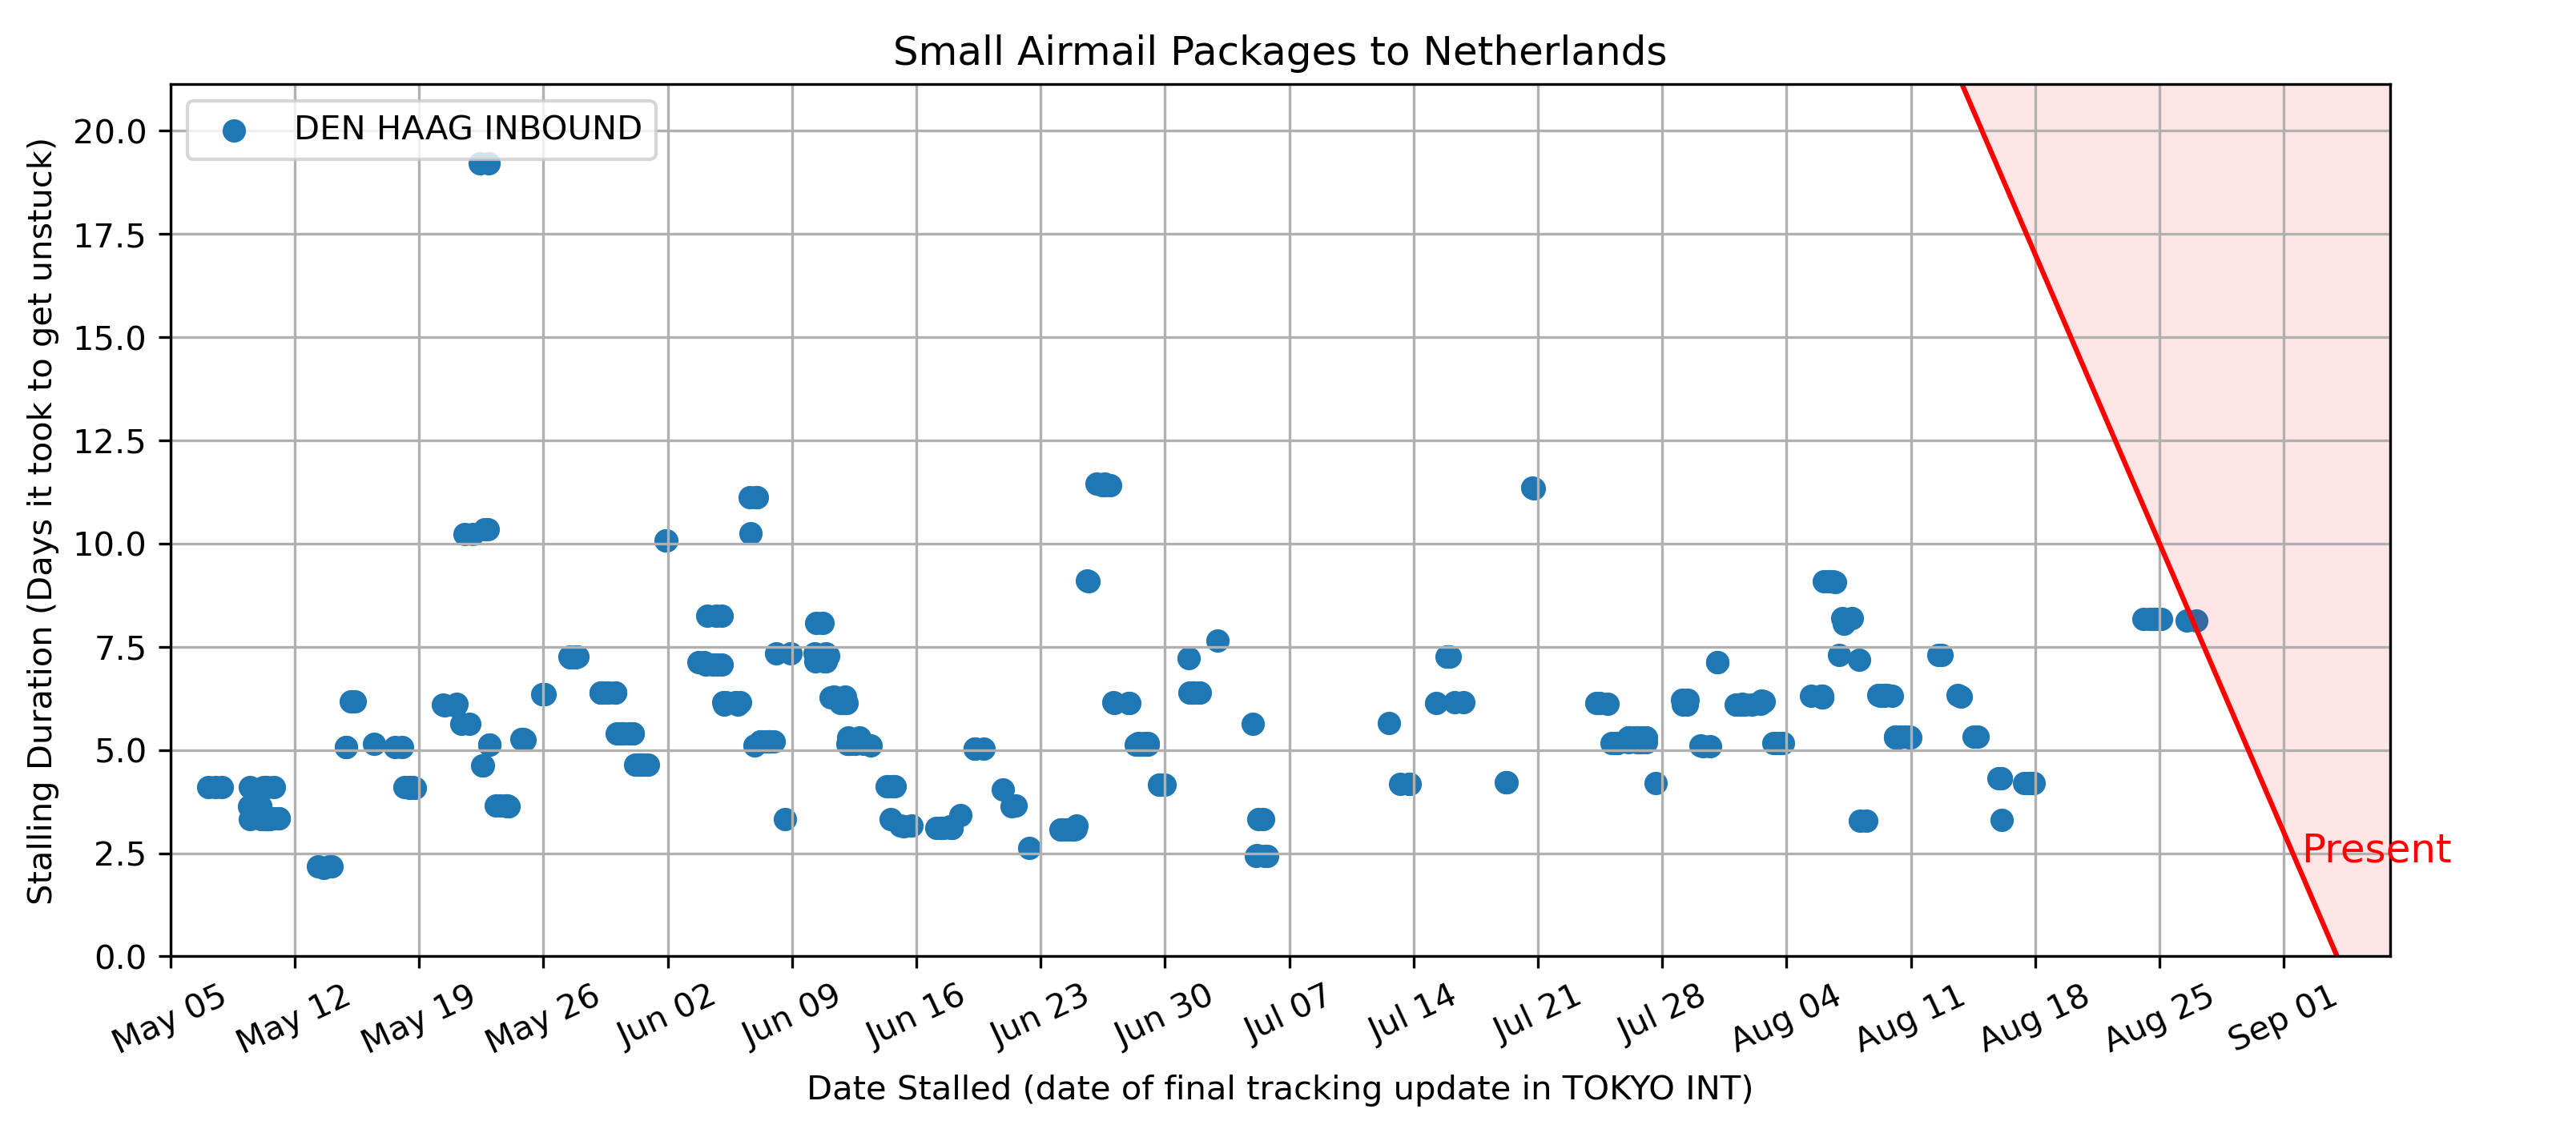 Small Airmail Packages to Netherlands
DEN HAAG INBOUND
Stalling Duration (Days it took to get unstuck)
20.0
17.5
15.0
12.5
10.0
7.5
5.0
2.5
0.0
Present
May 05 May 12 May 19 May 26 Jun 02 Jun 09 Jun 16 Jun 23 Jun 30 Jul 07 Jul 14 Jul 21 Jul 28 Aug 04 Aug 11 Aug 18 Aug 25 Sep 01
Date Stalled (date of final tracking update in TOKYO INT)